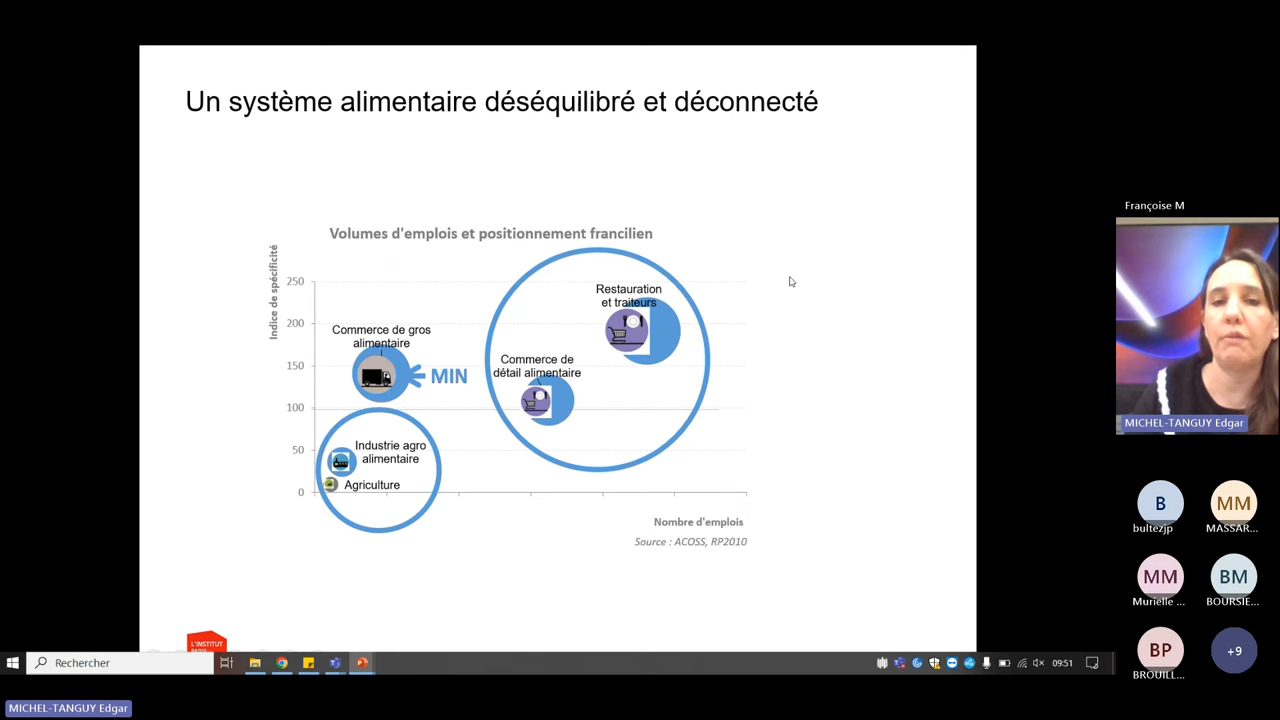 Un système alimentaire déséquilibré et déconnecté
Volumes d'emplois et positionnement francilien
Indice de spécificité
250
200
150
100
50
0
Restauration
et traiteurs
Commerce de gros
alimentaire
MIN
Commerce de
détail alimentaire
Industrie agro
alimentaire
Agriculture
Nombre d'emplois
Source : ACOSS, RP2010
L'INSTITUT
Rechercher
09:51
MICHEL-TANGUY Edgar
Françoise M
MICHEL-TANGUY Edgar
B
bultezjp
MM
MASSAR...
MM
Murielle ...
BM
BOURSIE...
BP
BROUILL...
+9